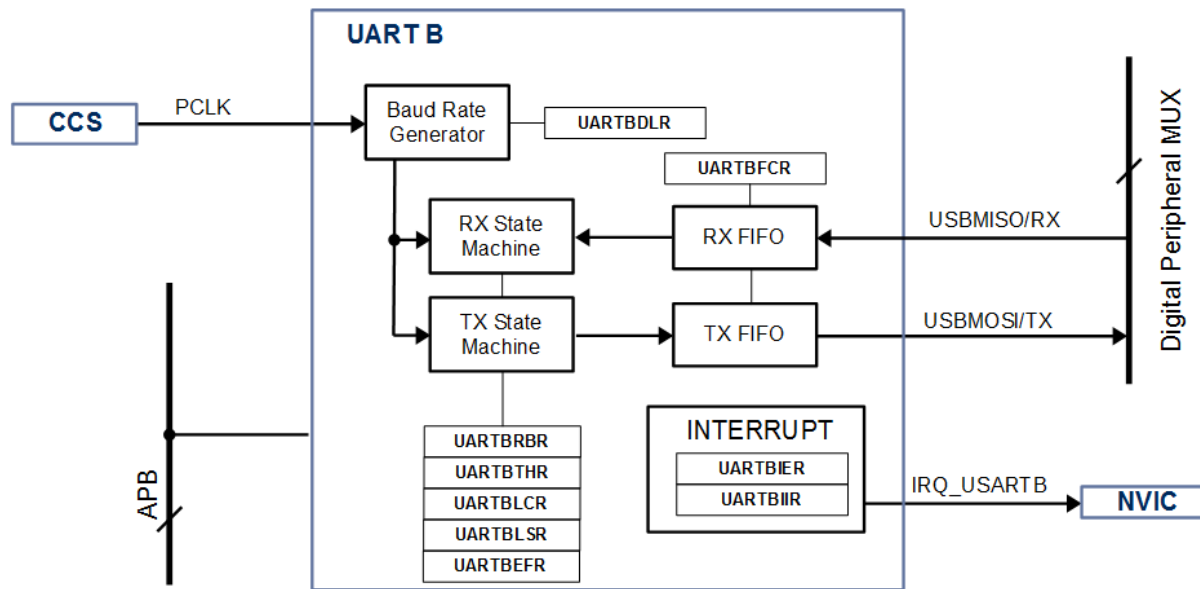 UART B
CCS
PCLK
Baud Rate
Generator
UARTBDLR
UARTBFCR
RX State
Machine
RX FIFO
USBMISO/RX
TX State
Machine
TX FIFO
USBMOSI/TX
Digital Peripheral MUX
APB
UARTBRBR
UARTBTHR
UARTBLCR
UARTBLSR
UARTBEFR
INTERRUPT
UARTBIER
UARTBIIR
IRQ_USARTB
NVIC